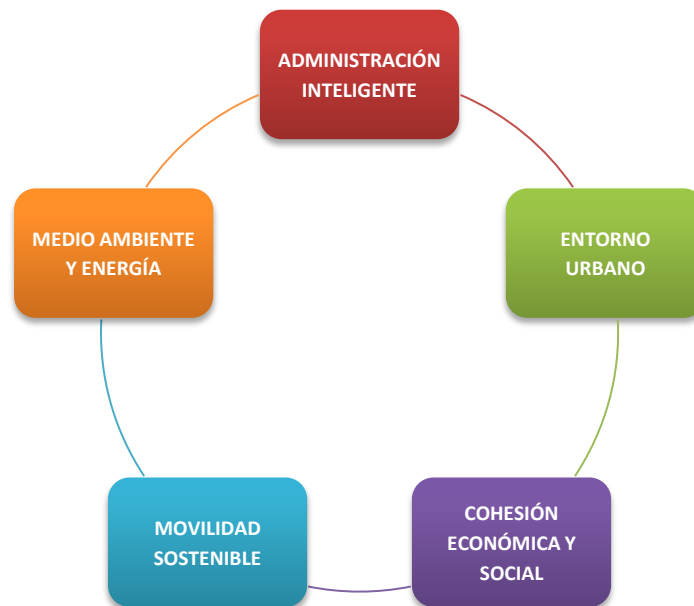 ADMINISTRACIÓN
INTELIGENTE
MEDIO AMBIENTE
Y ENERGÍA
ENTORNO
URBANO
MOVILIDAD
SOSTENIBLE
COHESIÓN
ECONÓMICA Y
SOCIAL